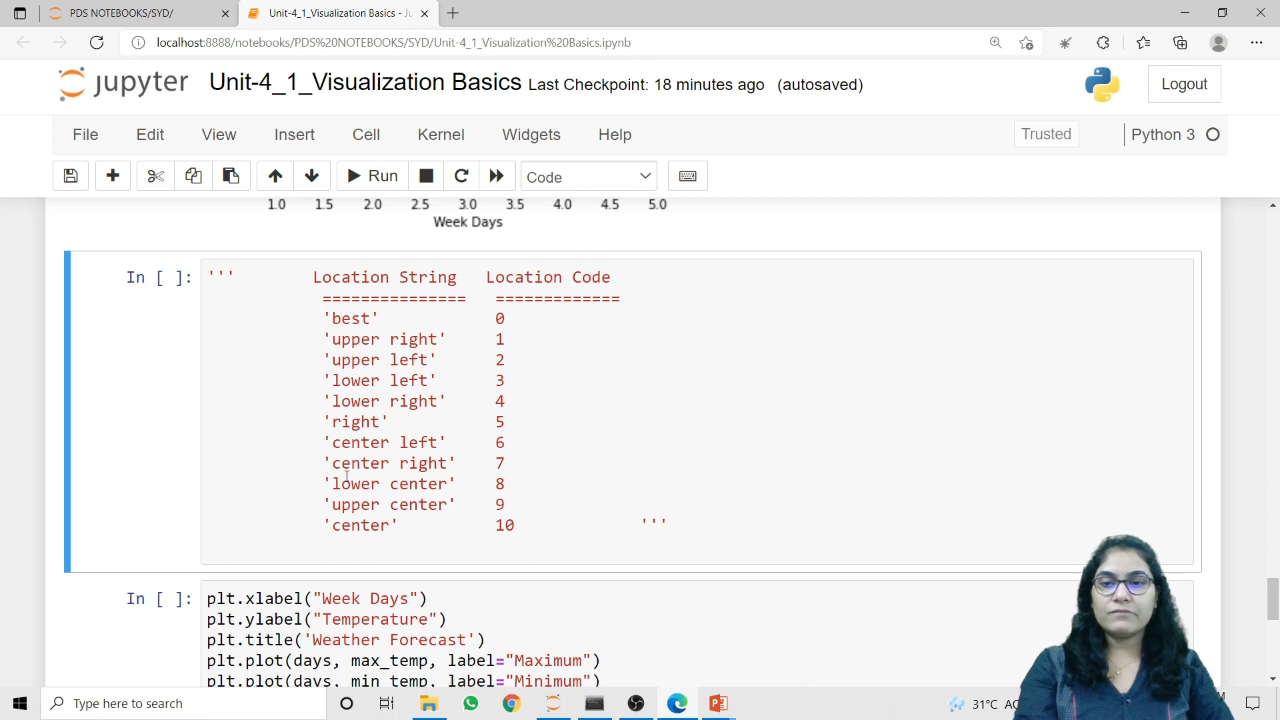 PDS NOTEBOOKS/SYD/
Unit-4_1_Visualization Basics - Ju
localhost:8888/notebooks/PDS%20NOTEBOOKS/SYD/Unit-4_1_Visualization%20Basics.ipynb
jupyter Unit-4_1_Visualization Basics Last Checkpoint: 18 minutes ago (autosaved) Logout
File Edit View Insert Cell Kernel Widgets Help Trusted Python 3
Run Code
1.0 1.5 2.0 2.5 3.0 3.5 4.0 4.5 5.0
Week Days
In [ ]: ''' Location String Location Code
=============== =============
'best' 0
'upper right' 1
'upper left' 2
'lower left' 3
'lower right' 4
'right' 5
'center left' 6
'center right' 7
'lower center' 8
'upper center' 9
'center' 10 '''
In [ ]: plt.xlabel("Week Days")
plt.ylabel("Temperature")
plt.title('Weather Forecast')
plt.plot(days, max_temp, label="Maximum")
plt.plot(days, min_temp, label="Minimum")
Type here to search
31°C